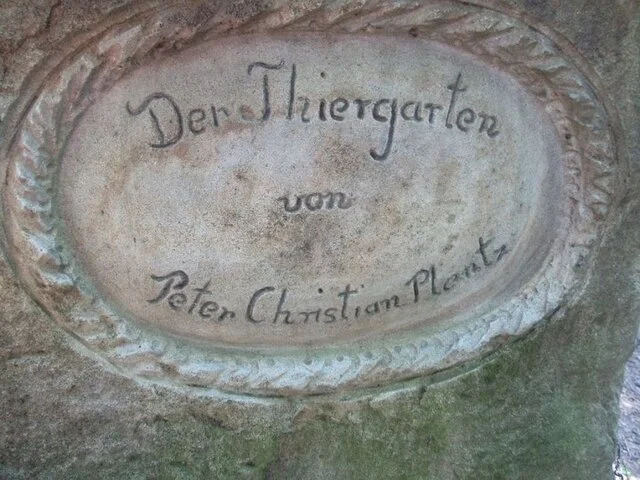 Der Thiergarten
von
Peter Christian Plantz